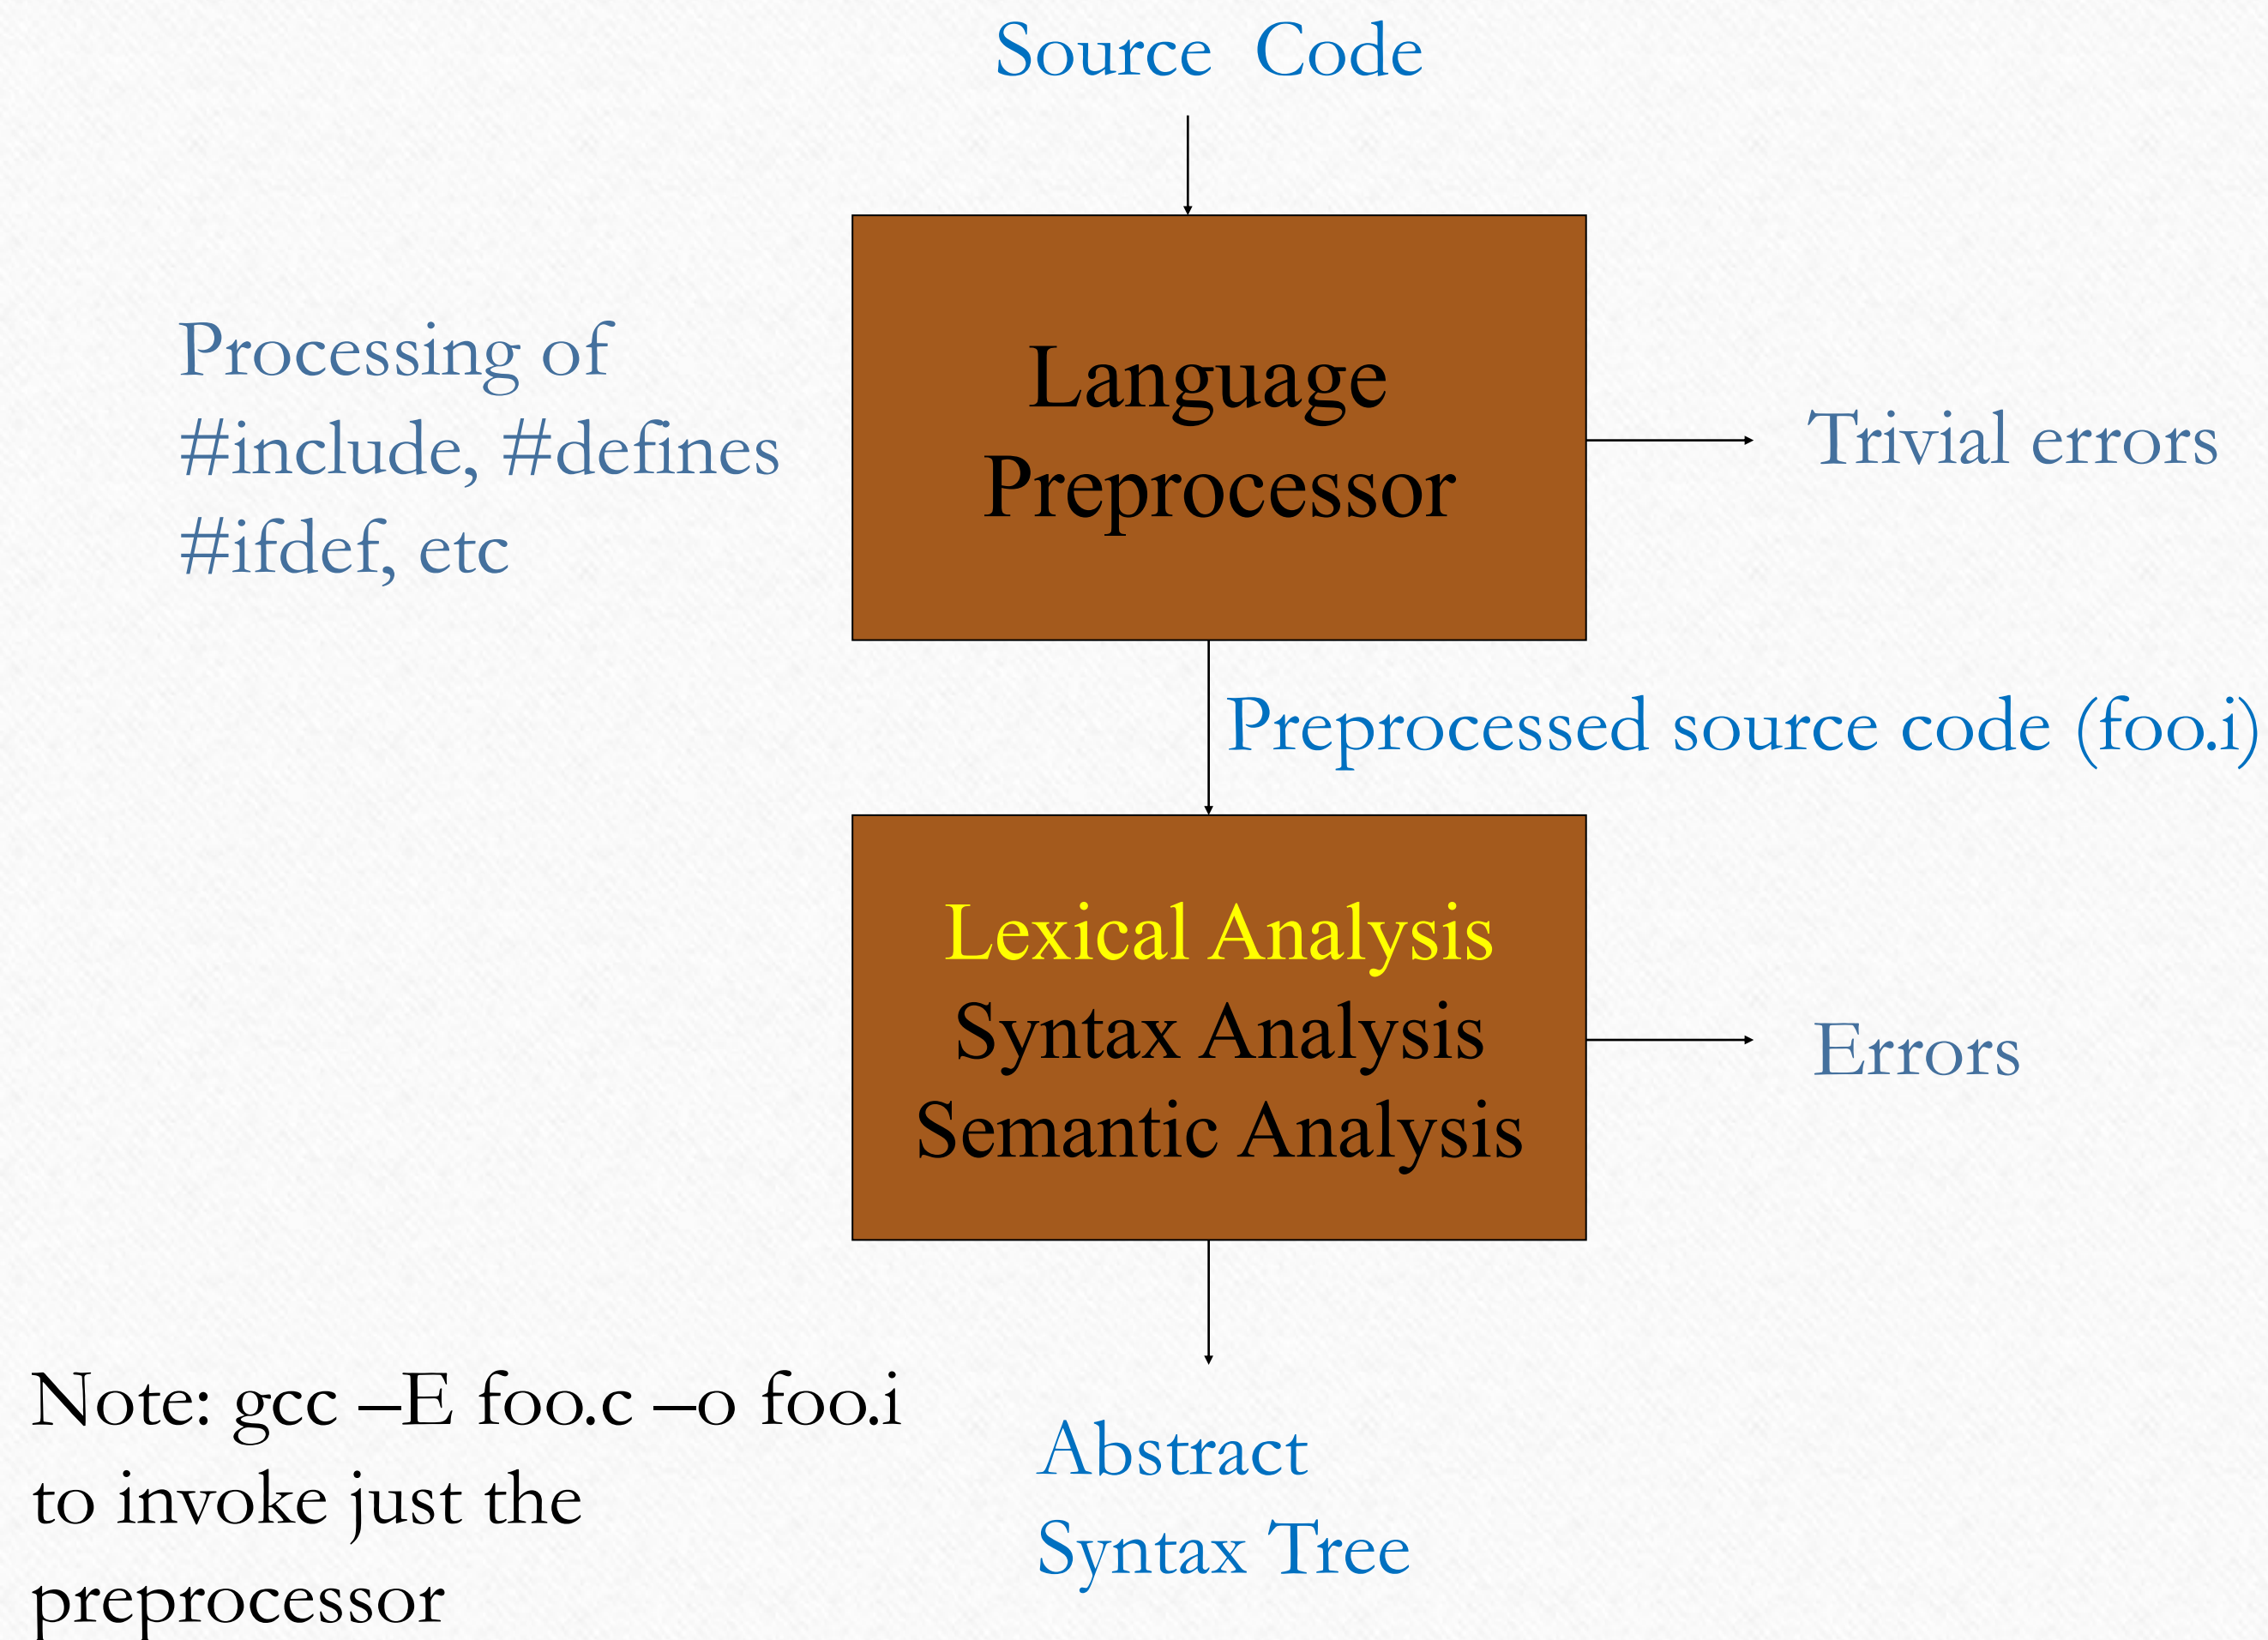 Source Code
Processing of
#include, #defines
#ifdef, etc
Language
Preprocessor
Trivial errors
Preprocessed source code (foo.i)
Lexical Analysis
Syntax Analysis
Semantic Analysis
Errors
Note: gcc –E foo.c –o foo.i
to invoke just the
preprocessor
Abstract
Syntax Tree